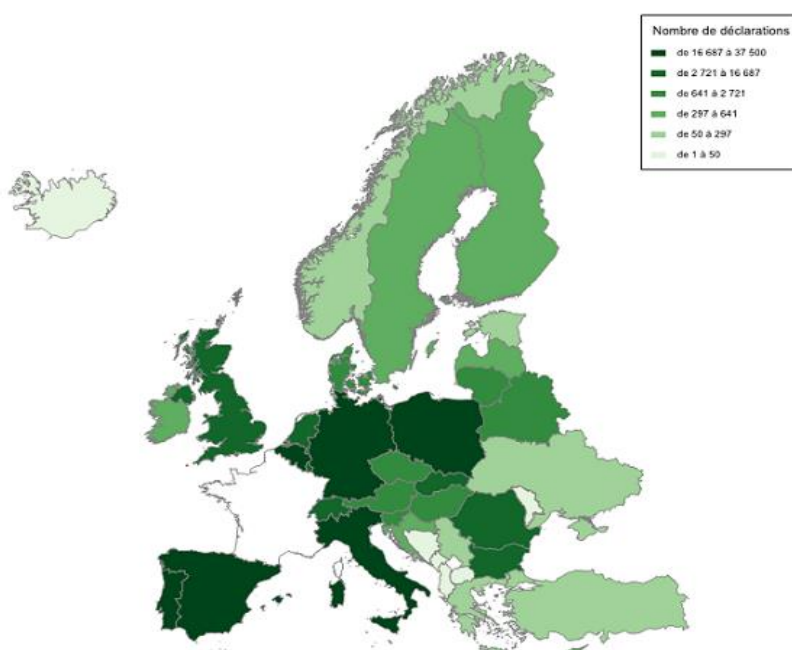 Nombre de déclarations
de 16 687 à 37 500
de 2 721 à 16 687
de 641 à 2 721
de 297 à 641
de 50 à 297
de 1 à 50